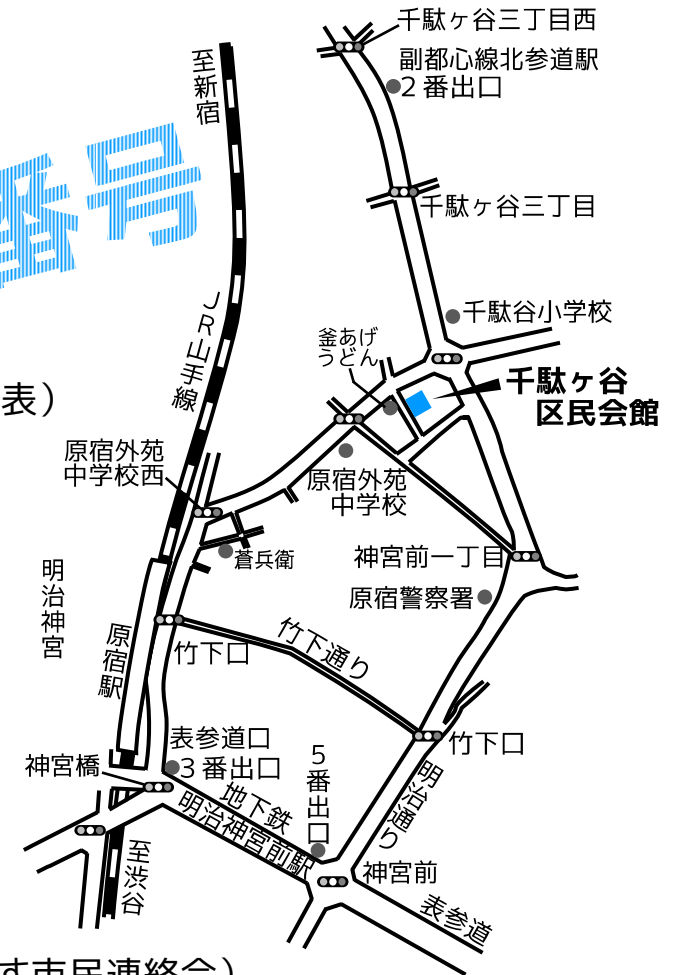 千駄ヶ谷三丁目西
副都心線北参道駅
２番出口
至新宿
番号
千駄ヶ谷三丁目
ＪＲ山手線
千駄谷小学校
釜あげ
うどん
千駄ヶ谷
区民会館
表）
原宿外苑
中学校西
原宿外苑
中学校
蒼兵衛
神宮前一丁目
明治神宮
原宿警察署
原宿駅
竹下口
竹下通り
竹下口
表参道口
３番出口
５番出口
神宮橋
地下鉄
明治神宮前駅
明治通り
至渋谷
神宮前
表参道
す市民連絡会）